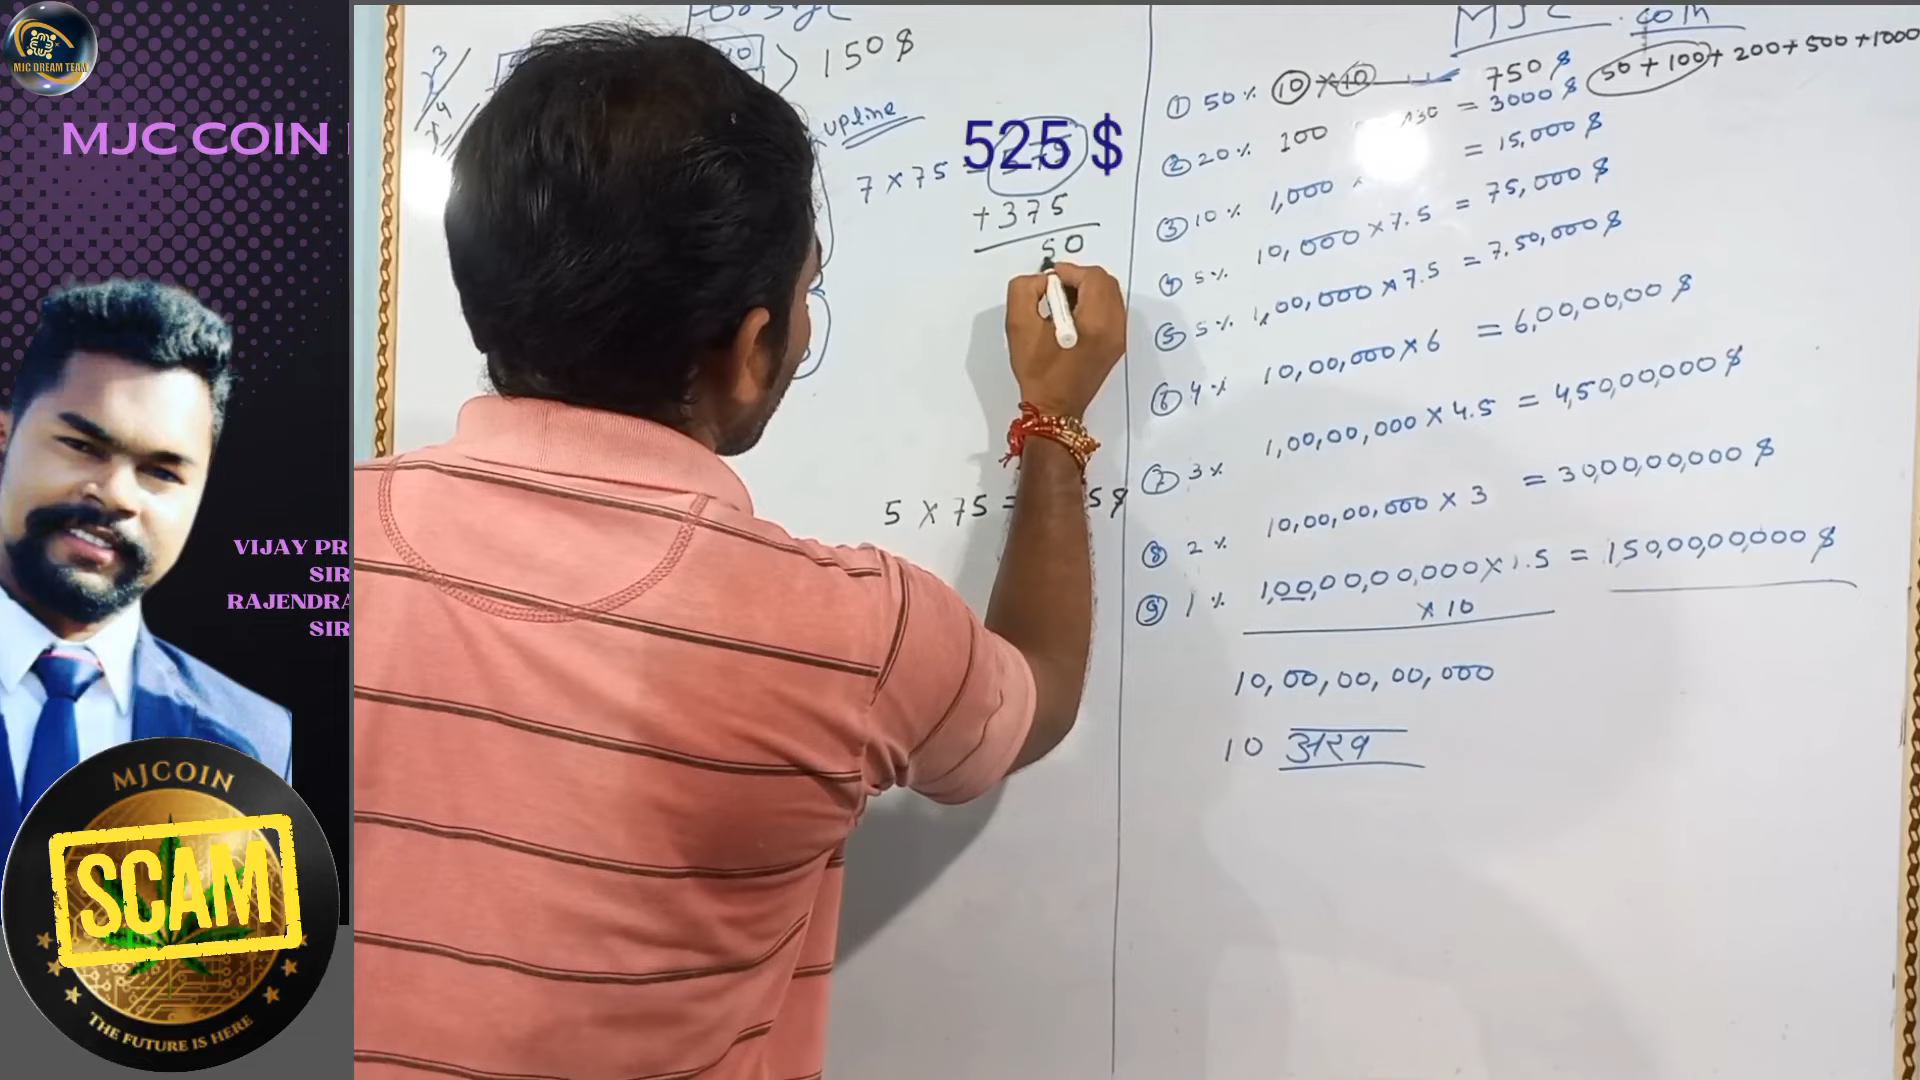 MJC DREAM TEAM
MJC COIN
VIJAY PR
SIR
RAJENDRA
SIR
MJCOIN
SCAM
THE FUTURE IS HERE
150 $
upline
7 x 75 =
525 $
+ 375
50
5 x 75 =
5 $
MJC .com
① 50 % 10 x 10 = 750 $
50 + 100 + 200 + 500 + 1000
② 20 % 100 = 3000 $
③ 10 % 1,000 x = 15,000 $
④ 5 % 10,000 x 7.5 = 75,000 $
⑤ 5 % 1,00,000 x 7.5 = 7,50,000 $
⑥ 4 % 10,00,000 x 6 = 6,00,00,00 $
⑦ 3 % 1,00,00,000 x 4.5 = 4,50,00,000 $
⑧ 2 % 10,00,00,000 x 3 = 30,00,00,000 $
⑨ 1 % 1,00,00,00,000 x 1.5 = 150,00,00,000 $
x 10
10,00,00,00,000
10 अरब